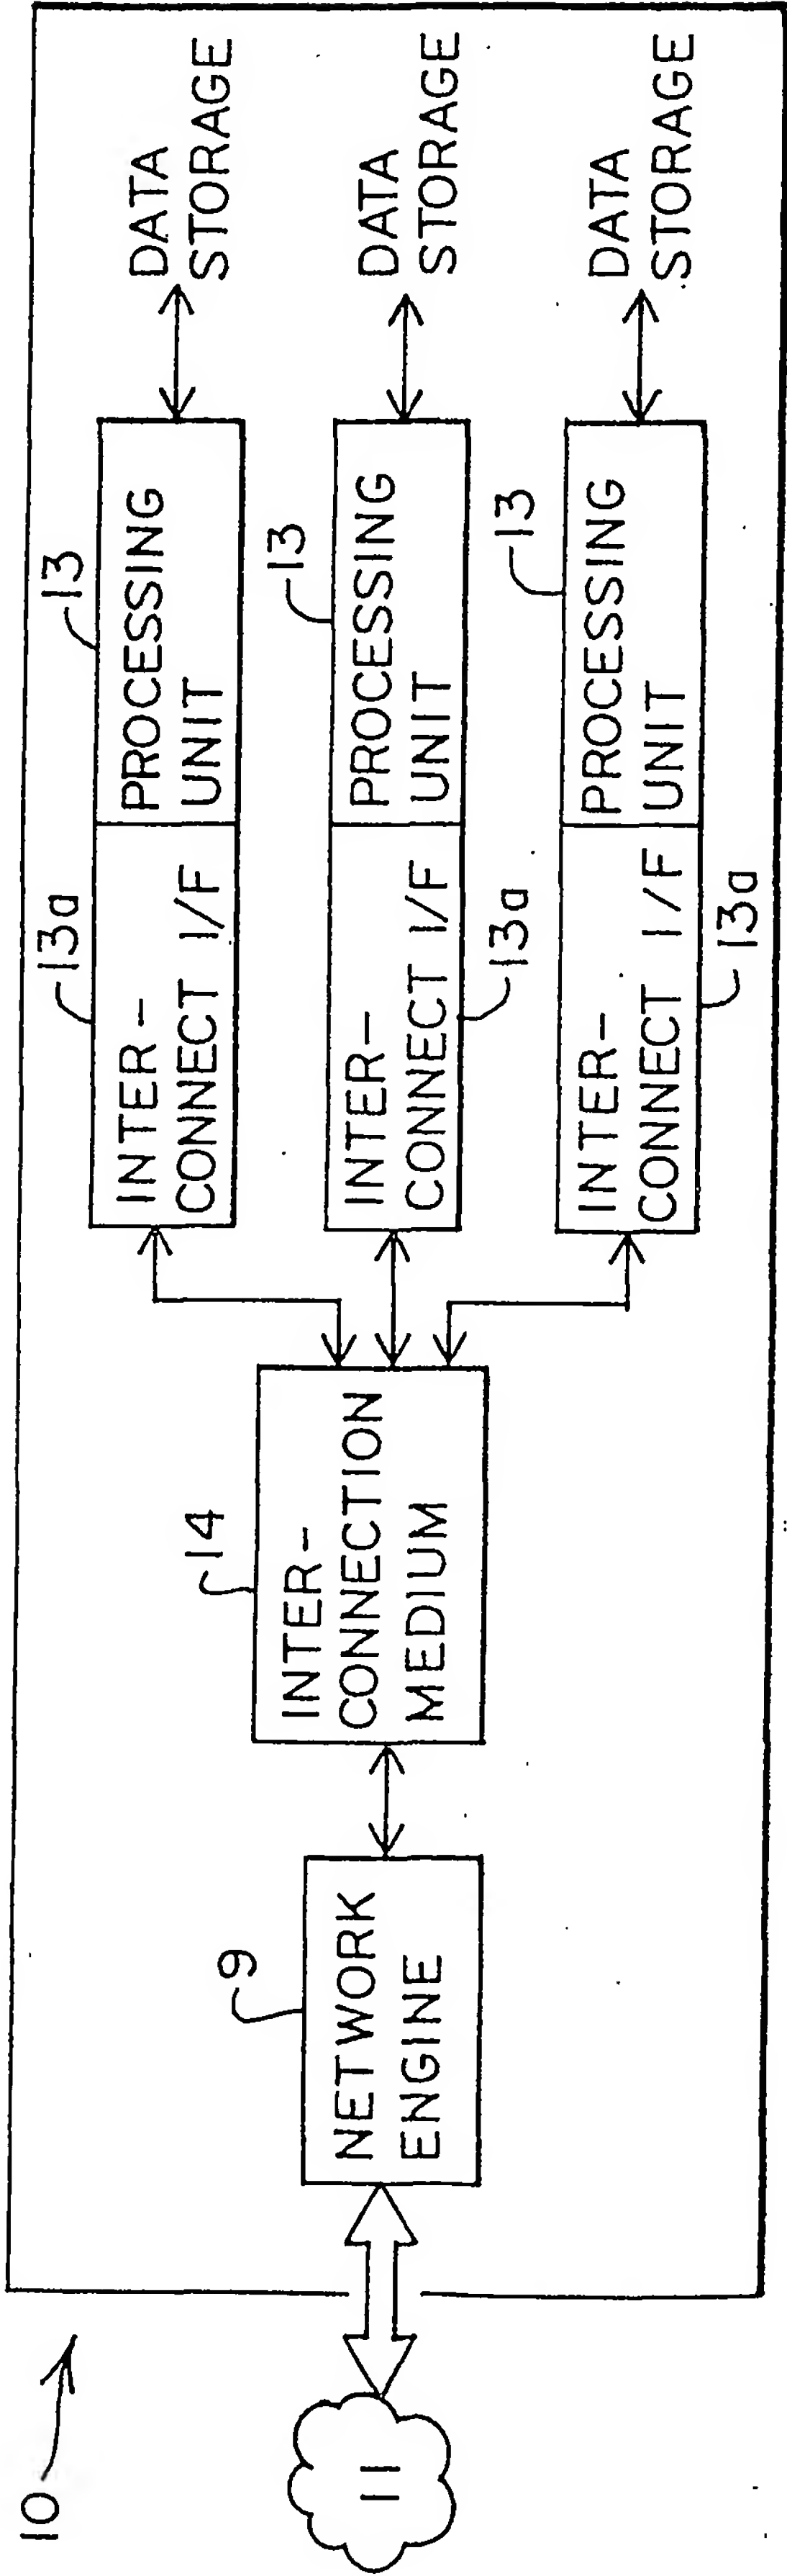 10
11
9
NETWORK
ENGINE
14
INTER-
CONNECTION
MEDIUM
13a
INTER-
CONNECT I/F
13
PROCESSING
UNIT
DATA
STORAGE
INTER-
CONNECT I/F
13a
13
PROCESSING
UNIT
DATA
STORAGE
INTER-
CONNECT I/F
13a
13
PROCESSING
UNIT
DATA
STORAGE